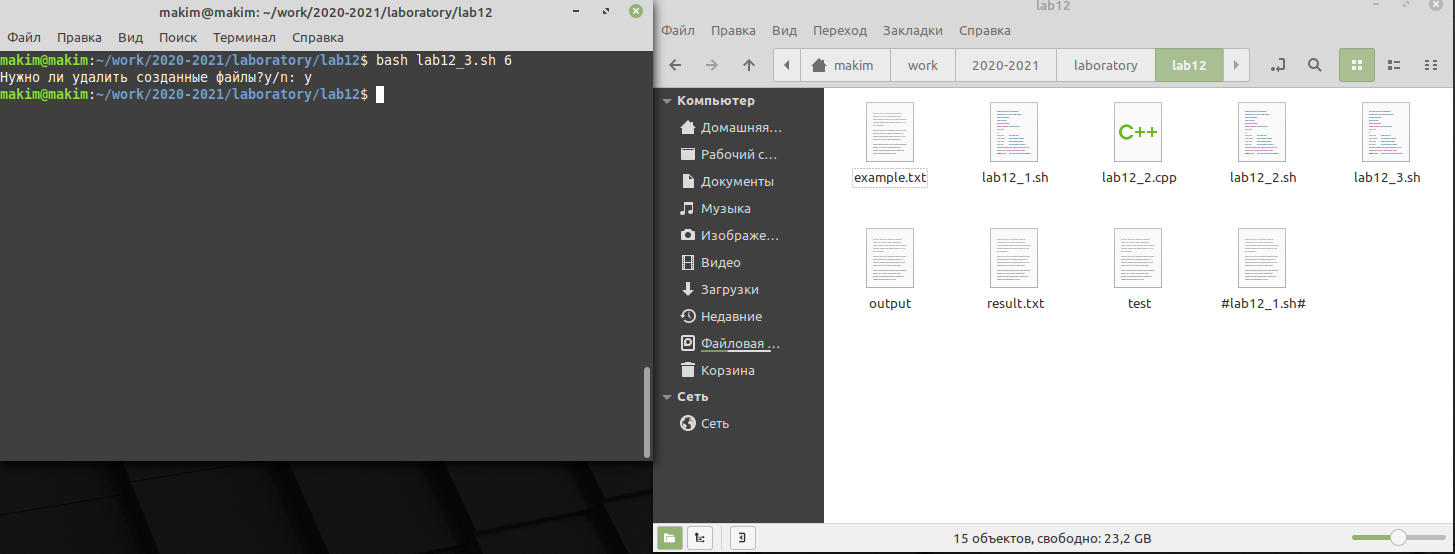 makim@makim: ~/work/2020-2021/laboratory/lab12
Файл Правка Вид Поиск Терминал Справка
makim@makim:~/work/2020-2021/laboratory/lab12$ bash lab12_3.sh 6
Нужно ли удалить созданные файлы?y/n: y
makim@makim:~/work/2020-2021/laboratory/lab12$
lab12
Файл Правка Вид Переход Закладки Справка
makim work 2020-2021 laboratory lab12
Компьютер
Домашняя...
Рабочий с...
Документы
Музыка
Изображе...
Видео
Загрузки
Недавние
Файловая ...
Корзина
Сеть
Сеть
C++
example.txt lab12_1.sh lab12_2.cpp lab12_2.sh lab12_3.sh
output result.txt test #lab12_1.sh#
15 объектов, свободно: 23,2 GB